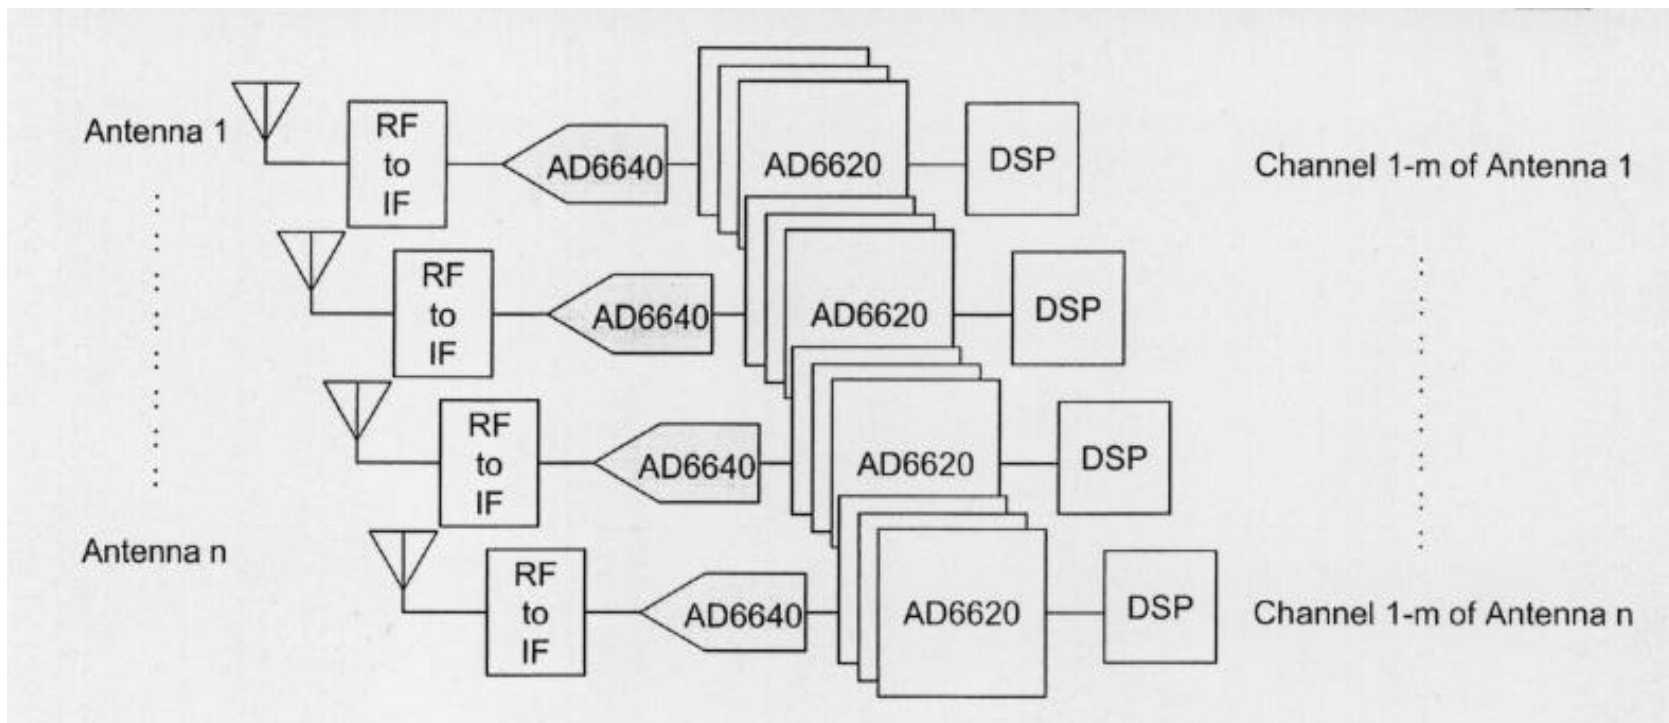 Antenna 1
RF
to
IF
AD6640
AD6620
DSP
Channel 1-m of Antenna 1
RF
to
IF
AD6640
AD6620
DSP
RF
to
IF
AD6640
AD6620
DSP
Antenna n
RF
to
IF
AD6640
AD6620
DSP
Channel 1-m of Antenna n